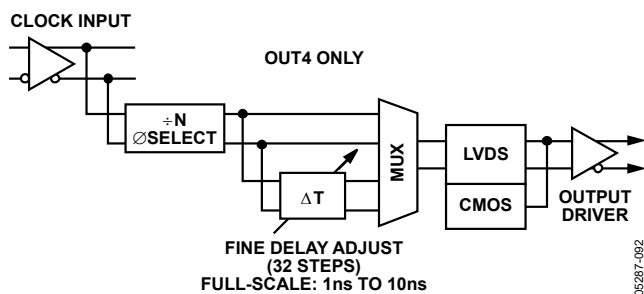 CLOCK INPUT
OUT4 ONLY
÷N
∅SELECT
ΔT
MUX
LVDS
CMOS
OUTPUT
DRIVER
FINE DELAY ADJUST
(32 STEPS)
FULL-SCALE: 1ns TO 10ns
05287-092